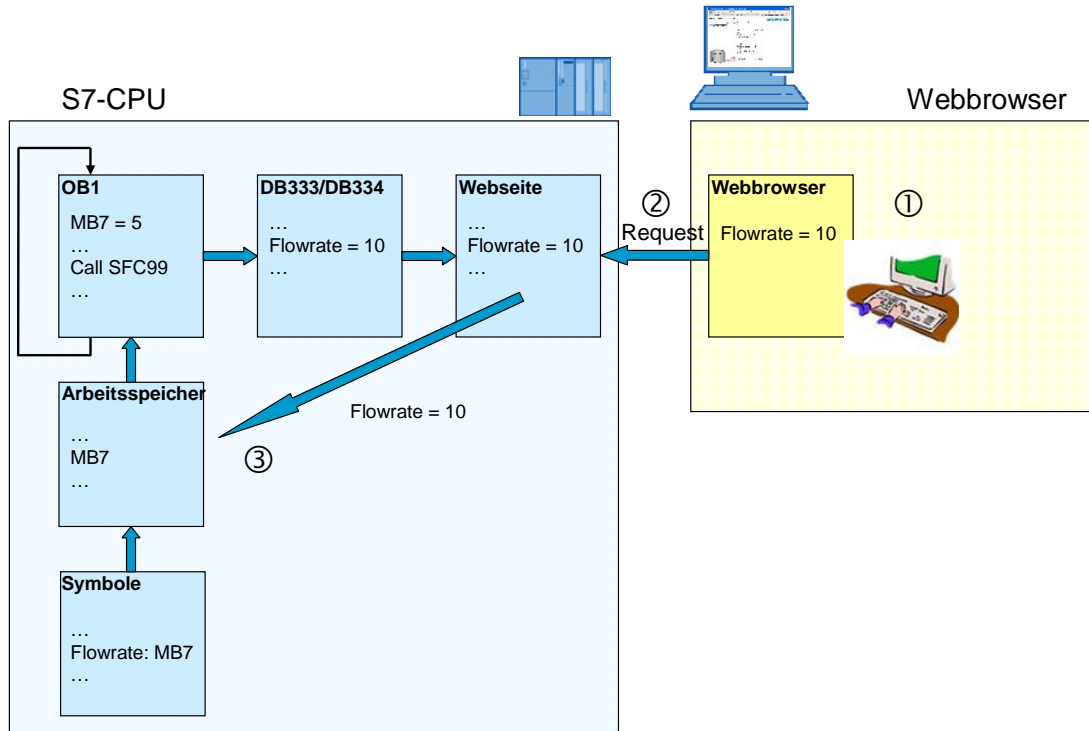 S7-CPU
Webbrowser
OB1
MB7 = 5
…
Call SFC99
…
DB333/DB334
…
Flowrate = 10
…
Webseite
…
Flowrate = 10
…
②
Request
Webbrowser
Flowrate = 10
①
Arbeitsspeicher
…
MB7
…
Flowrate = 10
③
Symbole
…
Flowrate: MB7
…